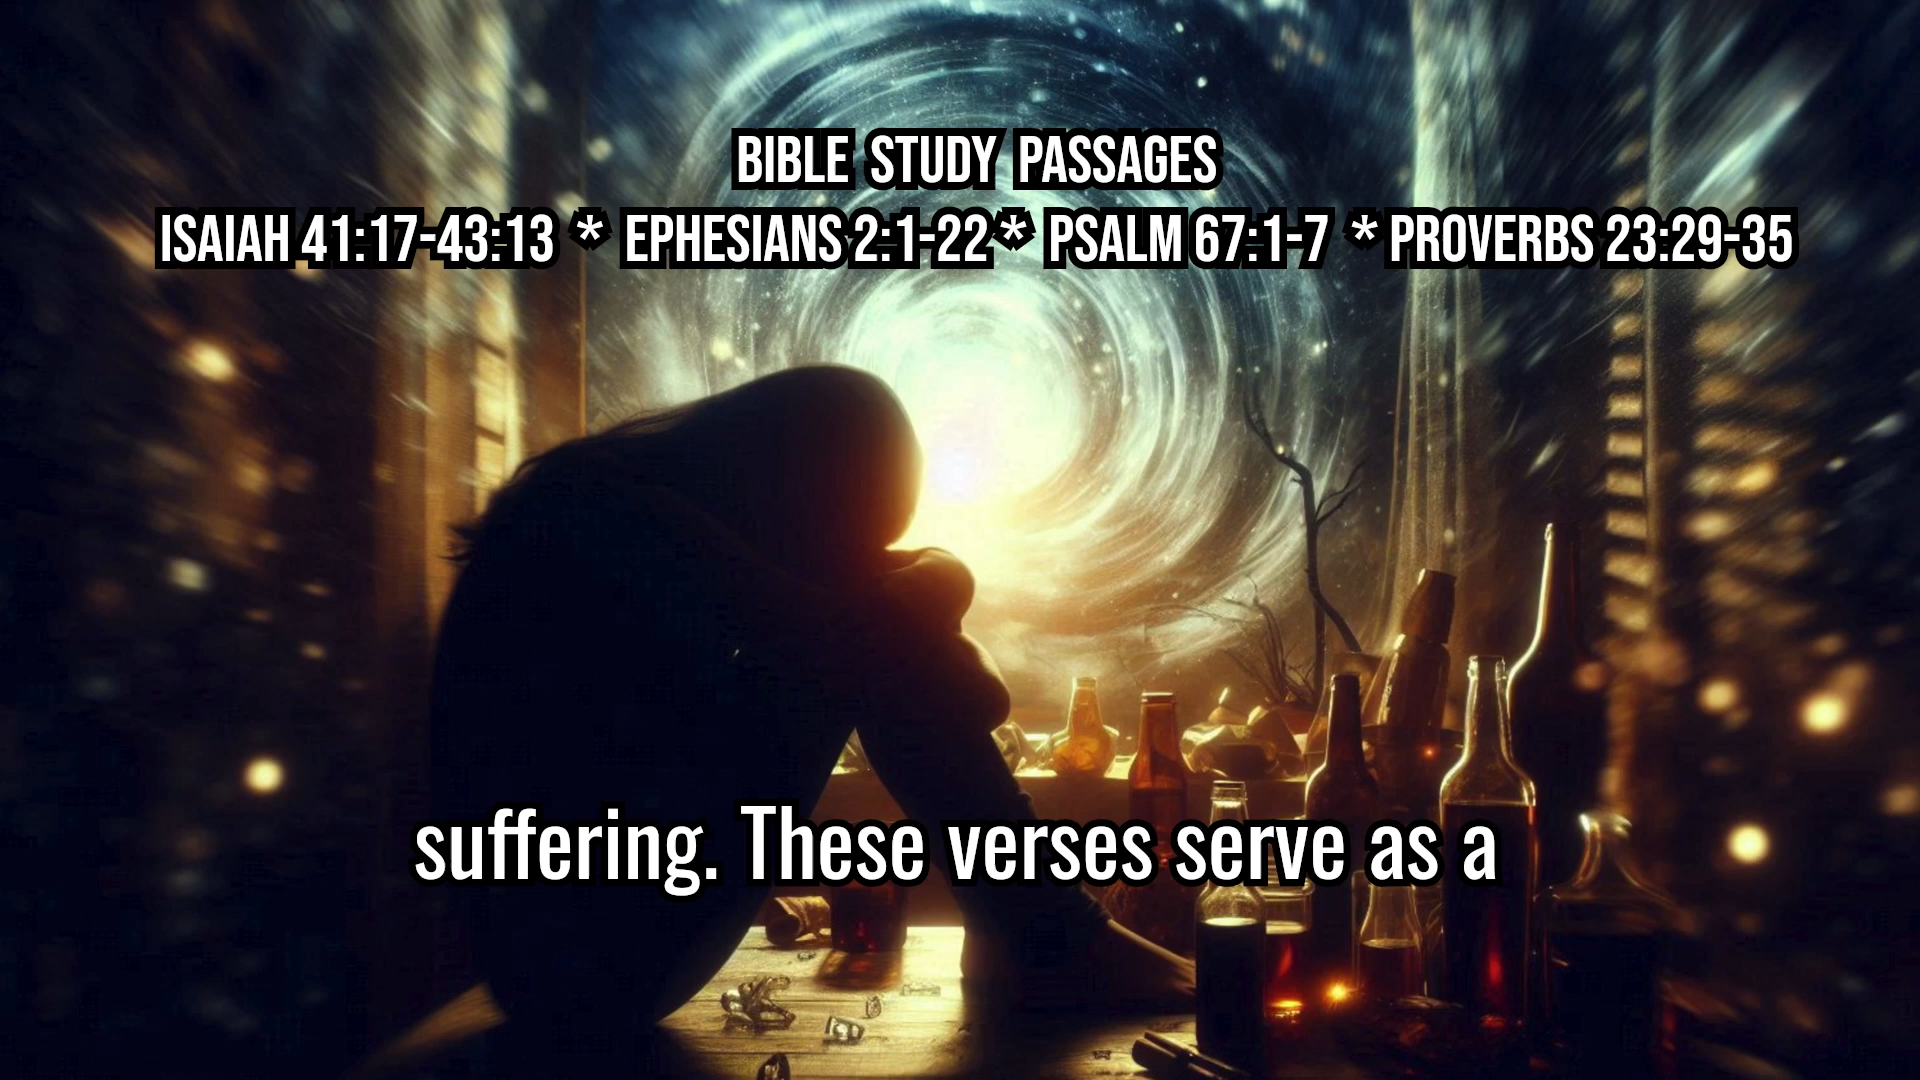 BIBLE STUDY PASSAGES
ISAIAH 41:17-43:13 * EPHESIANS 2:1-22 * PSALM 67:1-7 * PROVERBS 23:29-35
suffering. These verses serve as a